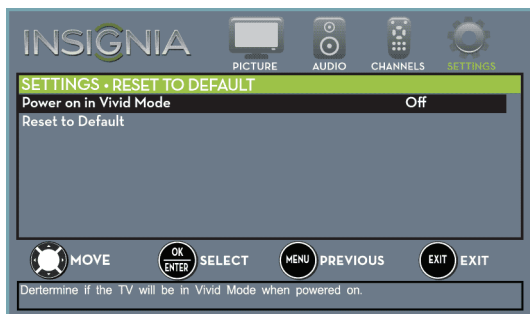 INSIGNIA
PICTURE AUDIO CHANNELS SETTINGS
SETTINGS • RESET TO DEFAULT
Power on in Vivid Mode Off
Reset to Default
MOVE OK ENTER SELECT MENU PREVIOUS EXIT EXIT
Dertermine if the TV will be in Vivid Mode when powered on.